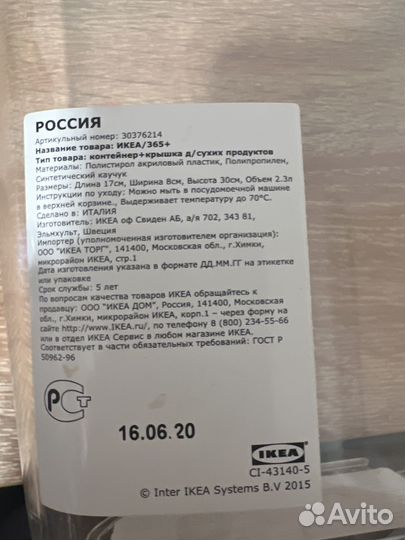 РОССИЯ
Артикульный номер: 30376214
Название товара: ИКЕА/365+
Тип товара: контейнер+крышка д/сухих продуктов
Материалы: Полистирол акриловый пластик, Полипропилен,
Синтетический каучук
Размеры: Длина 17см, Ширина 8см, Высота 30см, Объем 2.3л
Инструкции по уходу: Можно мыть в посудомоечной машине
в верхней корзине., Выдерживает температуру до 70°C.
Сделано в: ИТАЛИЯ
Изготовитель: ИКЕА оф Свиден АБ, а/я 702, 343 81,
Эльмхульт, Швеция
Импортер (уполномоченная изготовителем организация):
ООО "ИКЕА ТОРГ", 141400, Московская обл., г.Химки,
микрорайон ИКЕА, стр.1
Дата изготовления указана в формате ДД.ММ.ГГ на этикетке
или упаковке
Срок службы: 5 лет
По вопросам качества товаров ИКЕА обращайтесь к
продавцу: ООО "ИКЕА ДОМ", Россия, 141400, Московская
обл., г.Химки, микрорайон ИКЕА, корп.1 – через форму на
сайте http://www.IKEA.ru/, по телефону 8 (800) 234-55-66
или в отдел ИКЕА Сервис в любом магазине ИКЕА.
Соответствует в части обязательных требований: ГОСТ Р
50962-96
РСТ
16.06.20
IKEA
CI-43140-5
© Inter IKEA Systems B.V 2015
Avito